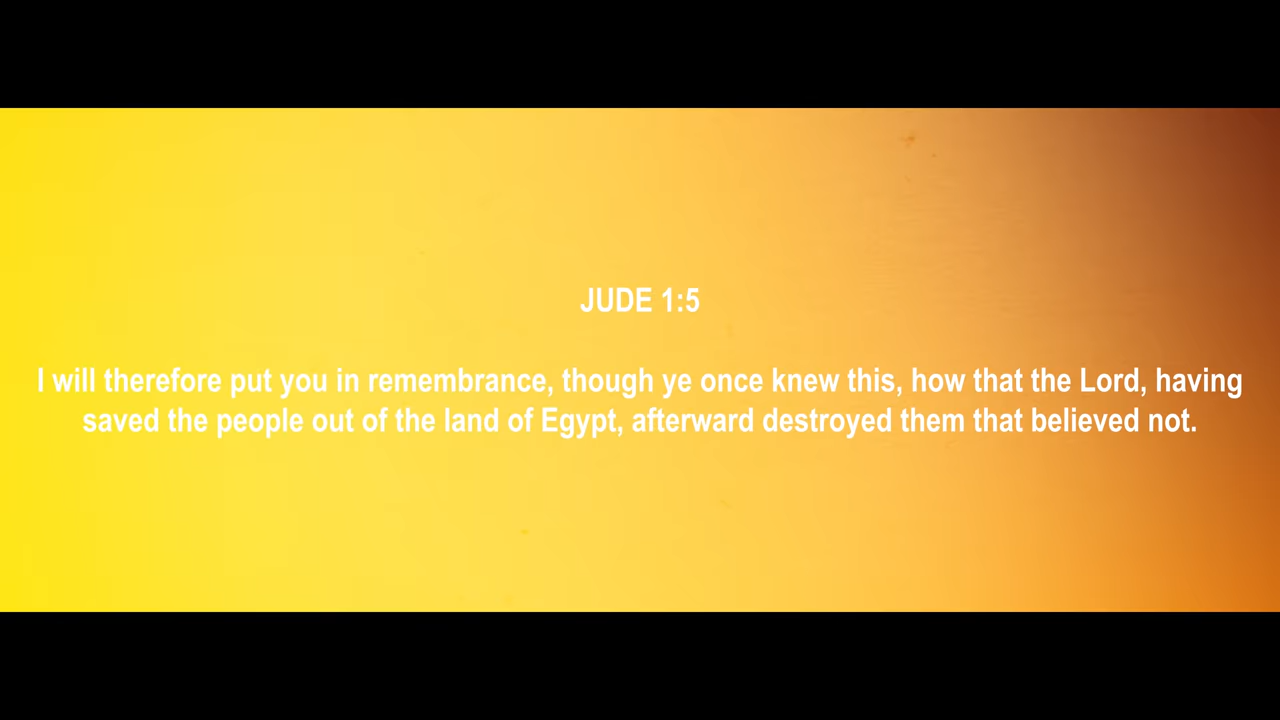 JUDE 1:5
I will therefore put you in remembrance, though ye once knew this, how that the Lord, having
saved the people out of the land of Egypt, afterward destroyed them that believed not.